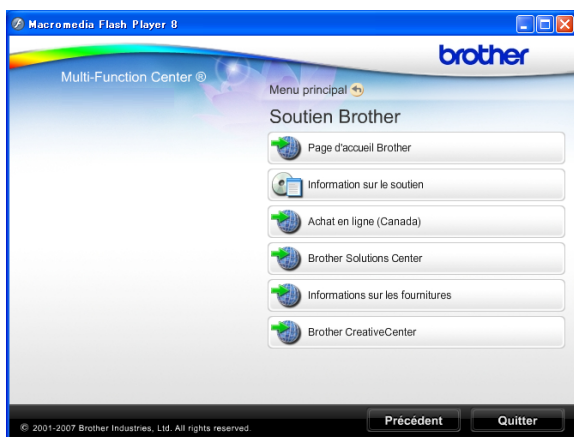 Macromedia Flash Player 8
brother
Multi-Function Center ®
Menu principal
Soutien Brother
Page d'accueil Brother
Information sur le soutien
Achat en ligne (Canada)
Brother Solutions Center
Informations sur les fournitures
Brother CreativeCenter
© 2001-2007 Brother Industries, Ltd. All rights reserved.
Précédent
Quitter